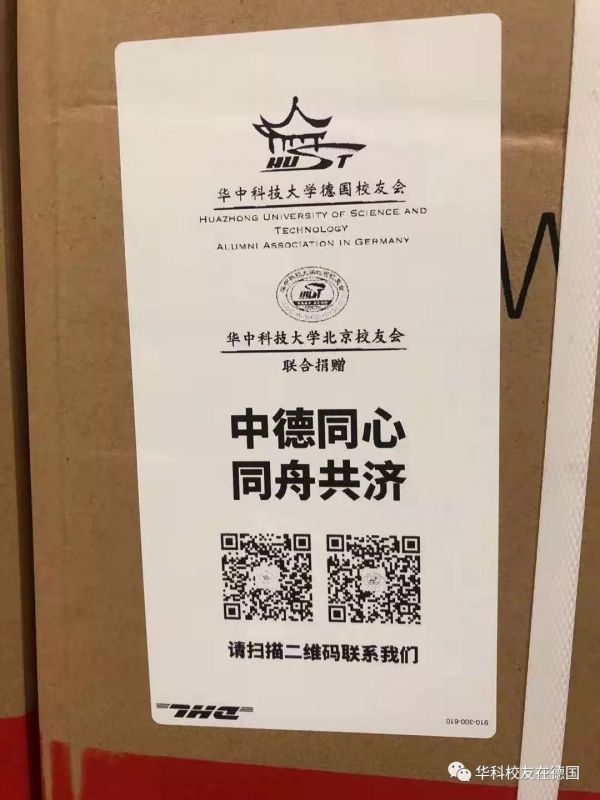 HUST
华中科技大学德国校友会
HUAZHONG UNIVERSITY OF SCIENCE AND
TECHNOLOGY
ALUMNI ASSOCIATION IN GERMANY
HUST
华中科技大学北京校友会
联合捐赠
中德同心
同舟共济
请扫描二维码联系我们
DHL
910-300-610
W
华科校友在德国